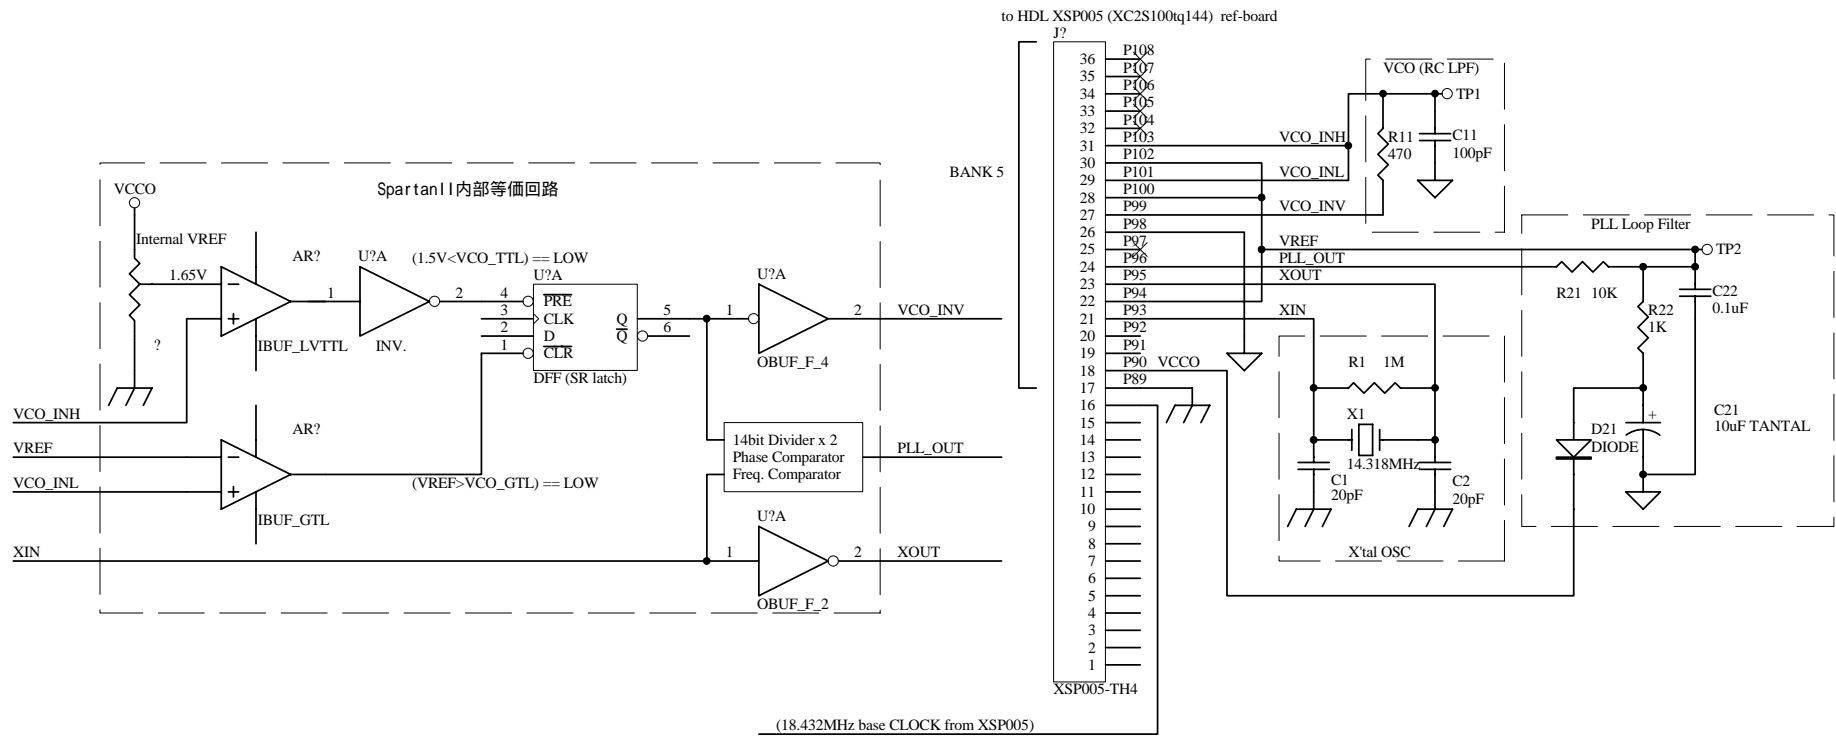 to HDL XSP005 (XC2S100tq144) ref-board
J?
BANK 5
36 P108
35 P107
34 P106
33 P105
32 P104
31 P103 VCO_INH
30 P102
29 P101 VCO_INL
28 P100
27 P99 VCO_INV
26 P98
25 P97 VREF
24 P96 PLL_OUT
23 P95 XOUT
22 P94
21 P93 XIN
20 P92
19 P91
18 P90 VCCO
17 P89
16
15
14
13
12
11
10
9
8
7
6
5
4
3
2
1
XSP005-TH4
(18.432MHz base CLOCK from XSP005)
SpartanII内部等価回路
VCCO
Internal VREF
1.65V
?
AR?
IBUF_LVTTL
1
U?A
2
INV.
(1.5V<VCO_TTL) == LOW
U?A
4 PRE
3 CLK
2 D
1 CLR
Q 5
Q 6
DFF (SR latch)
U?A
1
2
OBUF_F_4
VCO_INV
VCO_INH
VREF
VCO_INL
AR?
IBUF_GTL
(VREF>VCO_GTL) == LOW
14bit Divider x 2
Phase Comparator
Freq. Comparator
PLL_OUT
XIN
U?A
1
2
OBUF_F_2
XOUT
VCO (RC LPF)
TP1
R11
470
C11
100pF
PLL Loop Filter
TP2
R21 10K
C22
0.1uF
R22
1K
D21
DIODE
+
C21
10uF TANTAL
R1 1M
X1
14.318MHz
C1
20pF
C2
20pF
X'tal OSC